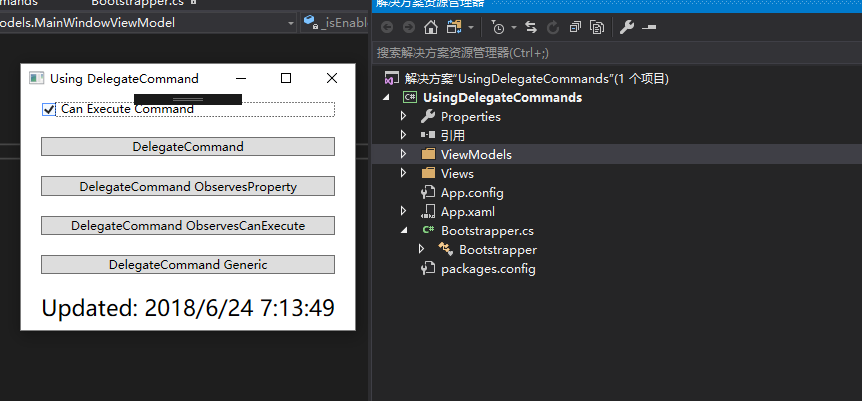 mmands
Bootstrapper.cs
odels.MainWindowViewModel
_isEnabl
Using DelegateCommand
Can Execute Command
DelegateCommand
DelegateCommand ObservesProperty
DelegateCommand ObservesCanExecute
DelegateCommand Generic
Updated: 2018/6/24 7:13:49
解决方案资源管理器
搜索解决方案资源管理器(Ctrl+;)
解决方案"UsingDelegateCommands"(1 个项目)
UsingDelegateCommands
Properties
引用
ViewModels
Views
App.config
App.xaml
Bootstrapper.cs
Bootstrapper
packages.config